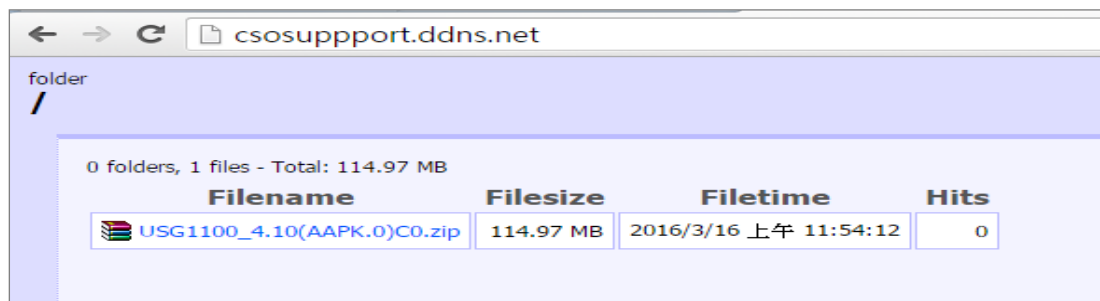 csosuppport.ddns.net
folder
/
0 folders, 1 files - Total: 114.97 MB
Filename Filesize Filetime Hits
USG1100_4.10(AAPK.0)C0.zip 114.97 MB 2016/3/16 上午 11:54:12 0